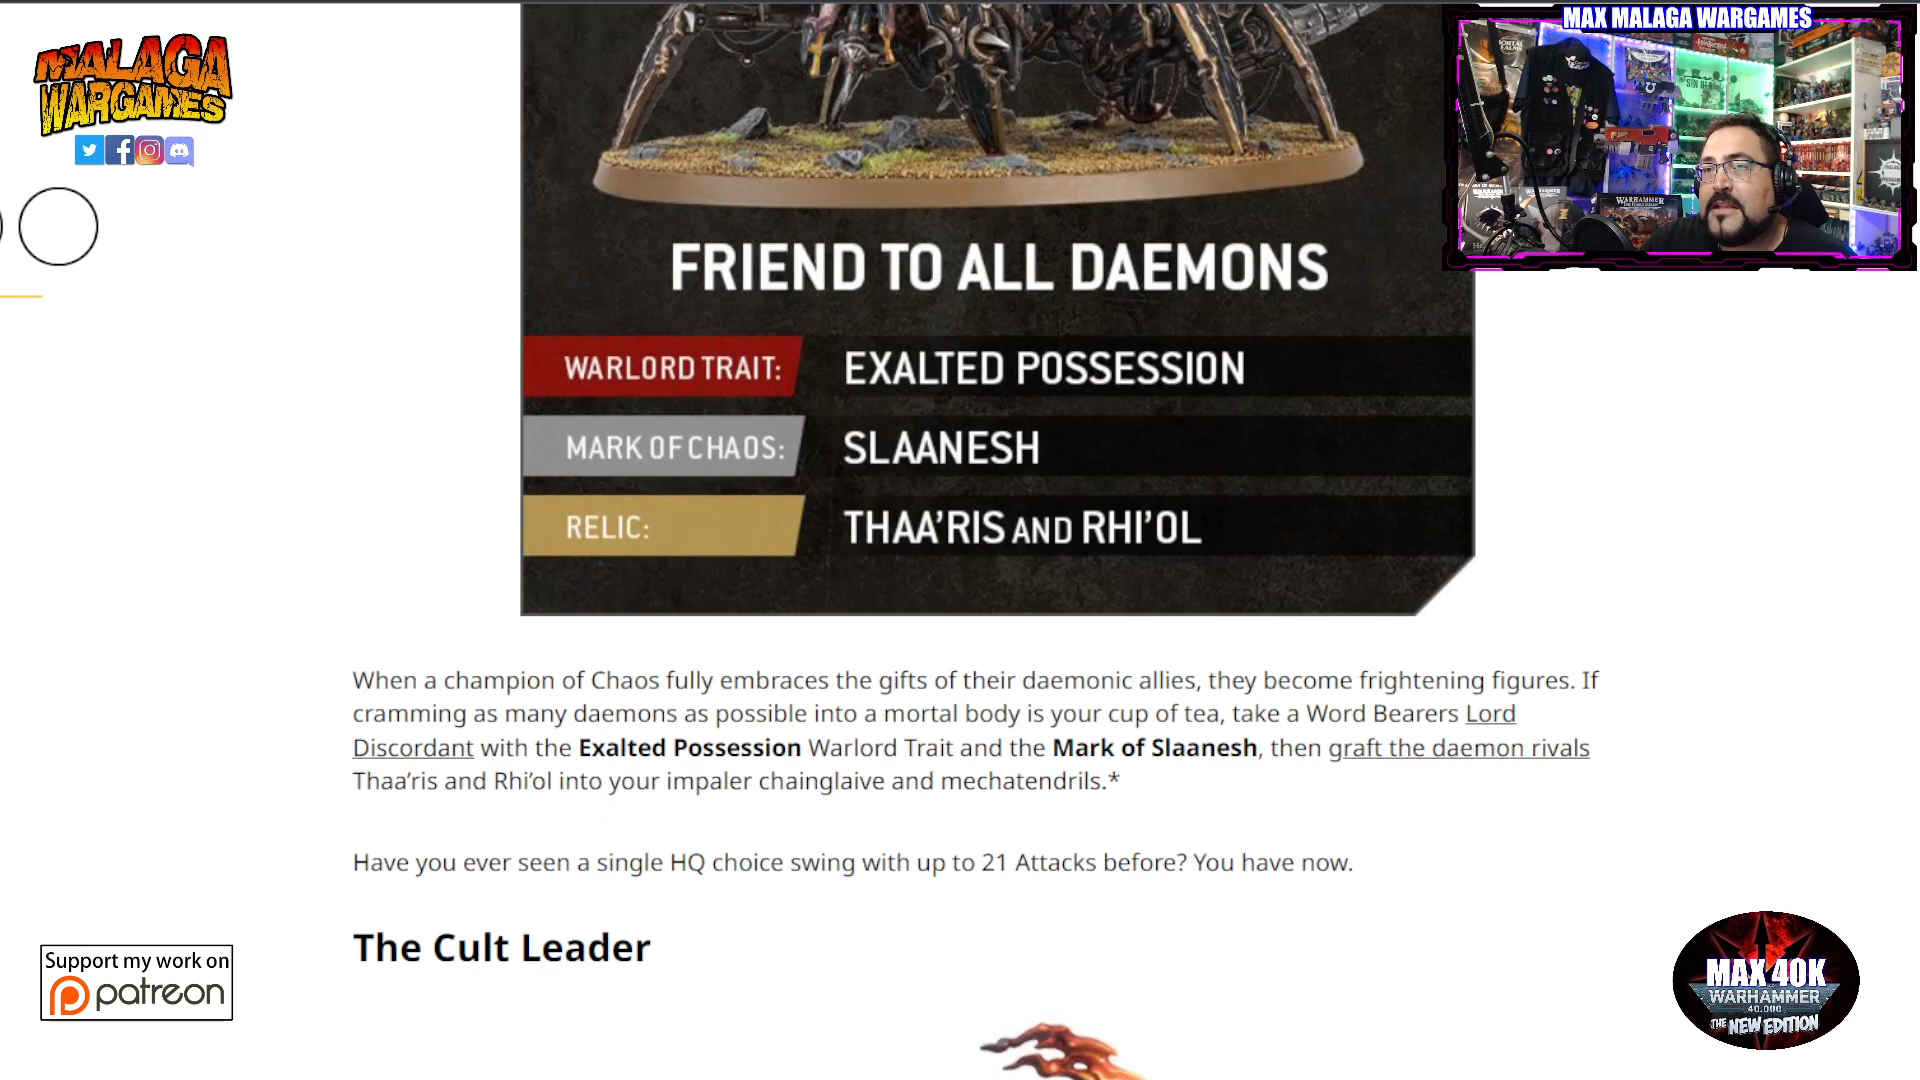 MAX MALAGA WARGAMES
MALAGA
WARGAMES
WARHAMMER
FRIEND TO ALL DAEMONS
WARLORD TRAIT: EXALTED POSSESSION
MARK OF CHAOS: SLAANESH
RELIC: THAA'RIS AND RHI'OL
When a champion of Chaos fully embraces the gifts of their daemonic allies, they become frightening figures. If
cramming as many daemons as possible into a mortal body is your cup of tea, take a Word Bearers Lord
Discordant with the Exalted Possession Warlord Trait and the Mark of Slaanesh, then graft the daemon rivals
Thaa’ris and Rhi’ol into your impaler chainglaive and mechatendrils.*
Have you ever seen a single HQ choice swing with up to 21 Attacks before? You have now.
The Cult Leader
Support my work on
patreon
MAX 40K
WARHAMMER
40,000
THE NEW EDITION